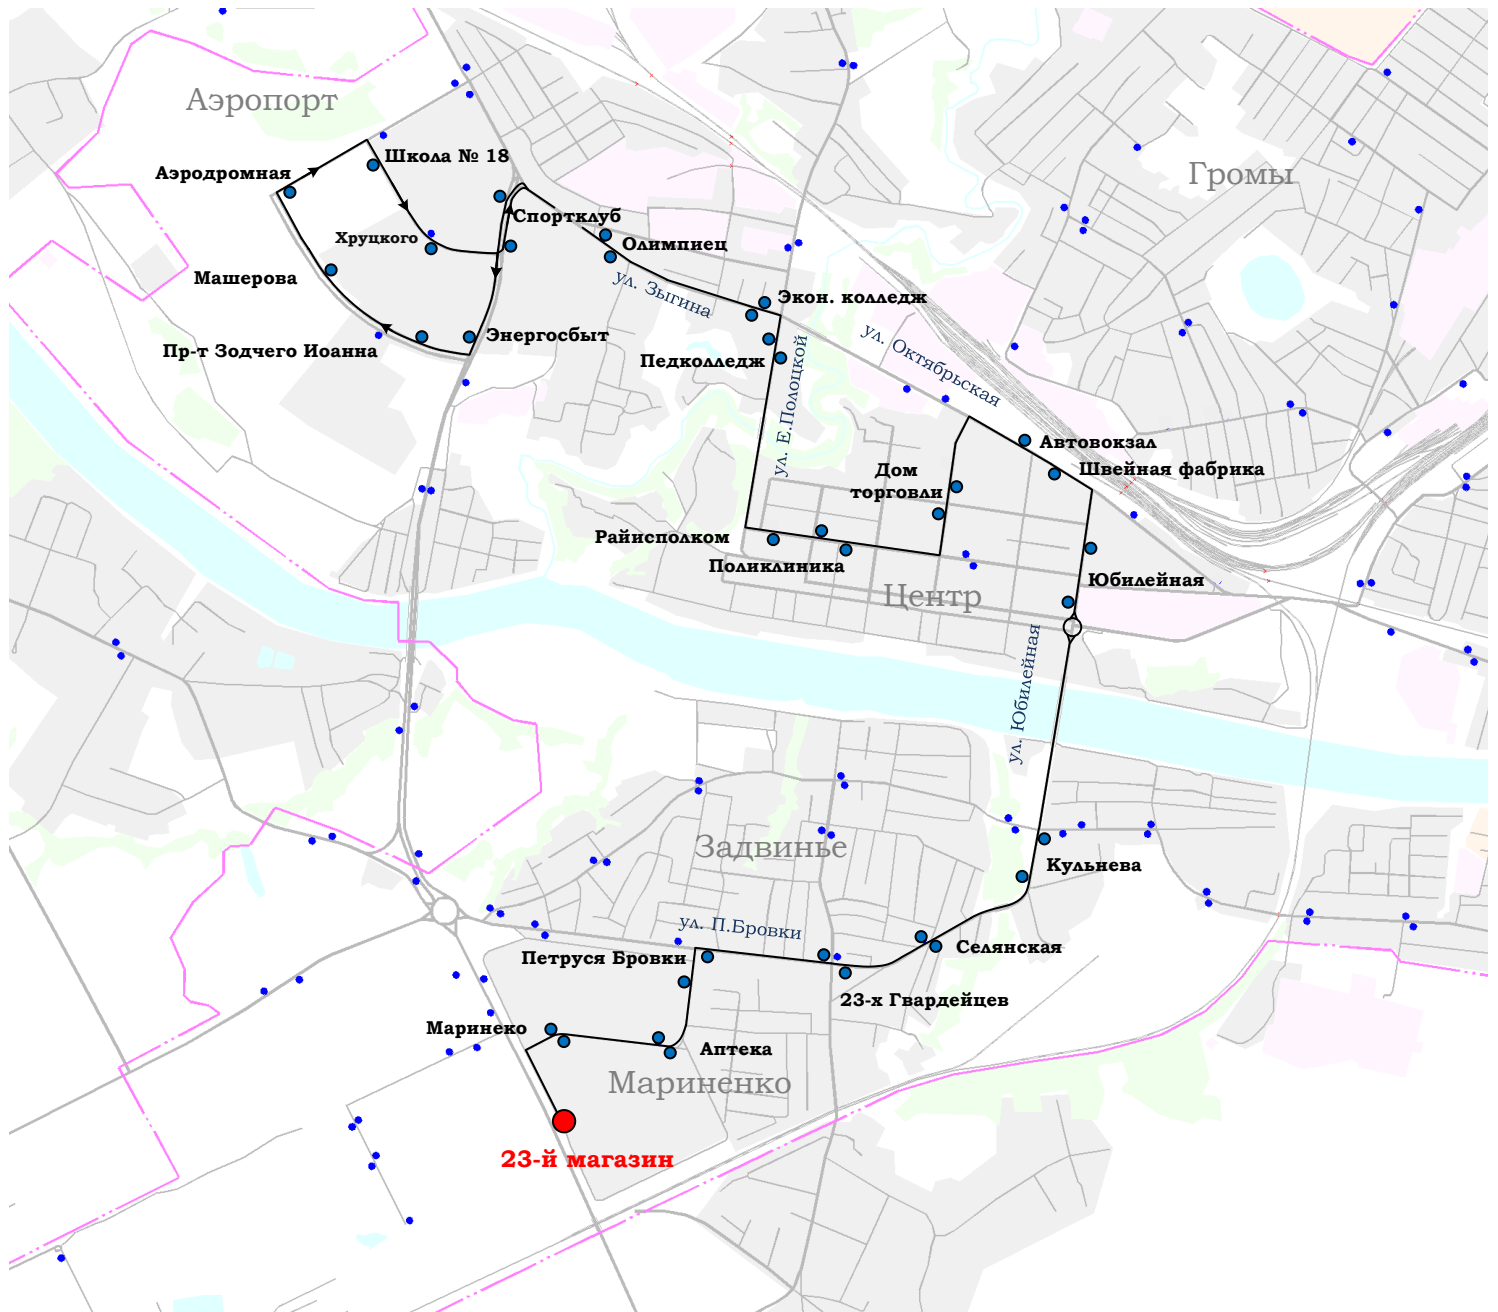 Аэропорт
Школа № 18
Аэродромная
Громы
Спортклуб
Хруцкого
Олимпиец
Машерова
ул. Зыгина
Экон. колледж
Энергосбыт
Пр-т Зодчего Иоанна
Педколледж
ул. Октябрьская
ул. Е.Полоцкой
Автовокзал
Швейная фабрика
Дом
торговли
Райисполком
Поликлиника
Юбилейная
Центр
ул. Юбилейная
Задвинье
Кульнева
ул. П.Бровки
Селянская
Петруся Бровки
23-х Гвардейцев
Маринеко
Аптека
Мариненко
23-й магазин